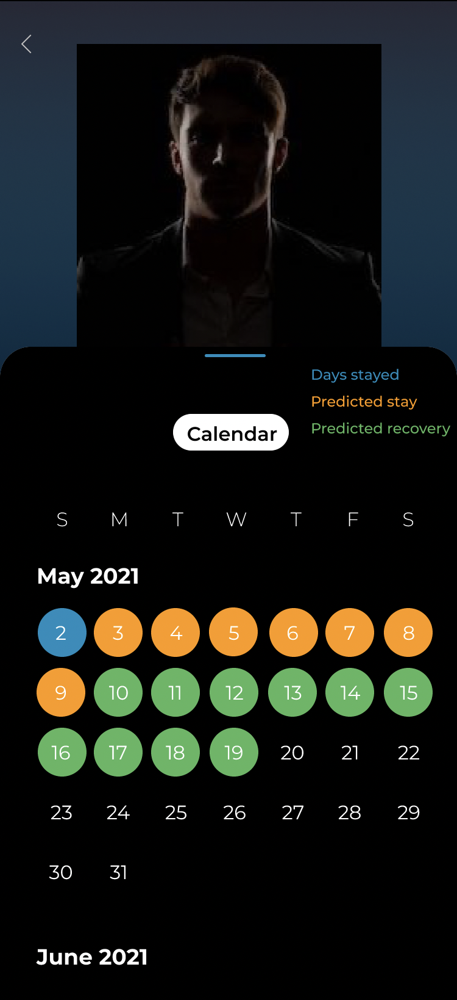 Days stayed
Predicted stay
Predicted recovery
Calendar
S M T W T F S
May 2021
2 3 4 5 6 7 8
9 10 11 12 13 14 15
16 17 18 19 20 21 22
23 24 25 26 27 28 29
30 31
June 2021